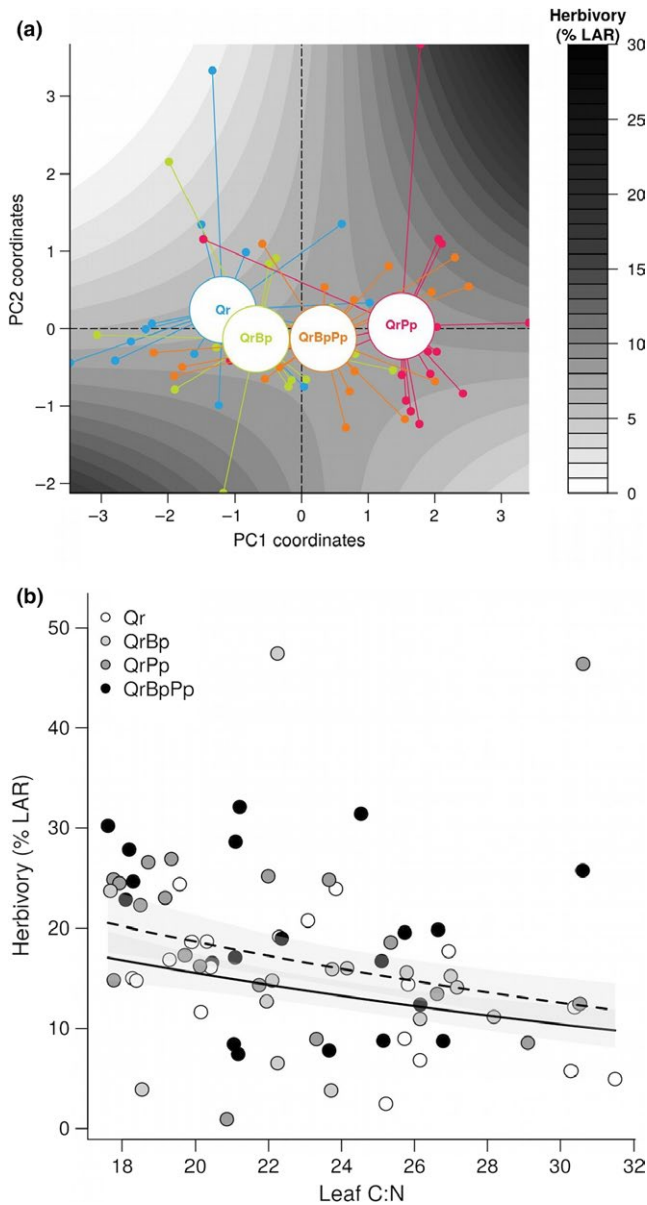 (a)
Herbivory
(% LAR)
30
25
20
15
10
5
0
PC2 coordinates
3
2
1
0
−1
−2
Qr
QrBp
QrBpPp
QrPp
−3
−2
−1
0
1
2
3
PC1 coordinates
(b)
Qr
QrBp
QrPp
QrBpPp
Herbivory (% LAR)
50
40
30
20
10
0
18
20
22
24
26
28
30
32
Leaf C:N